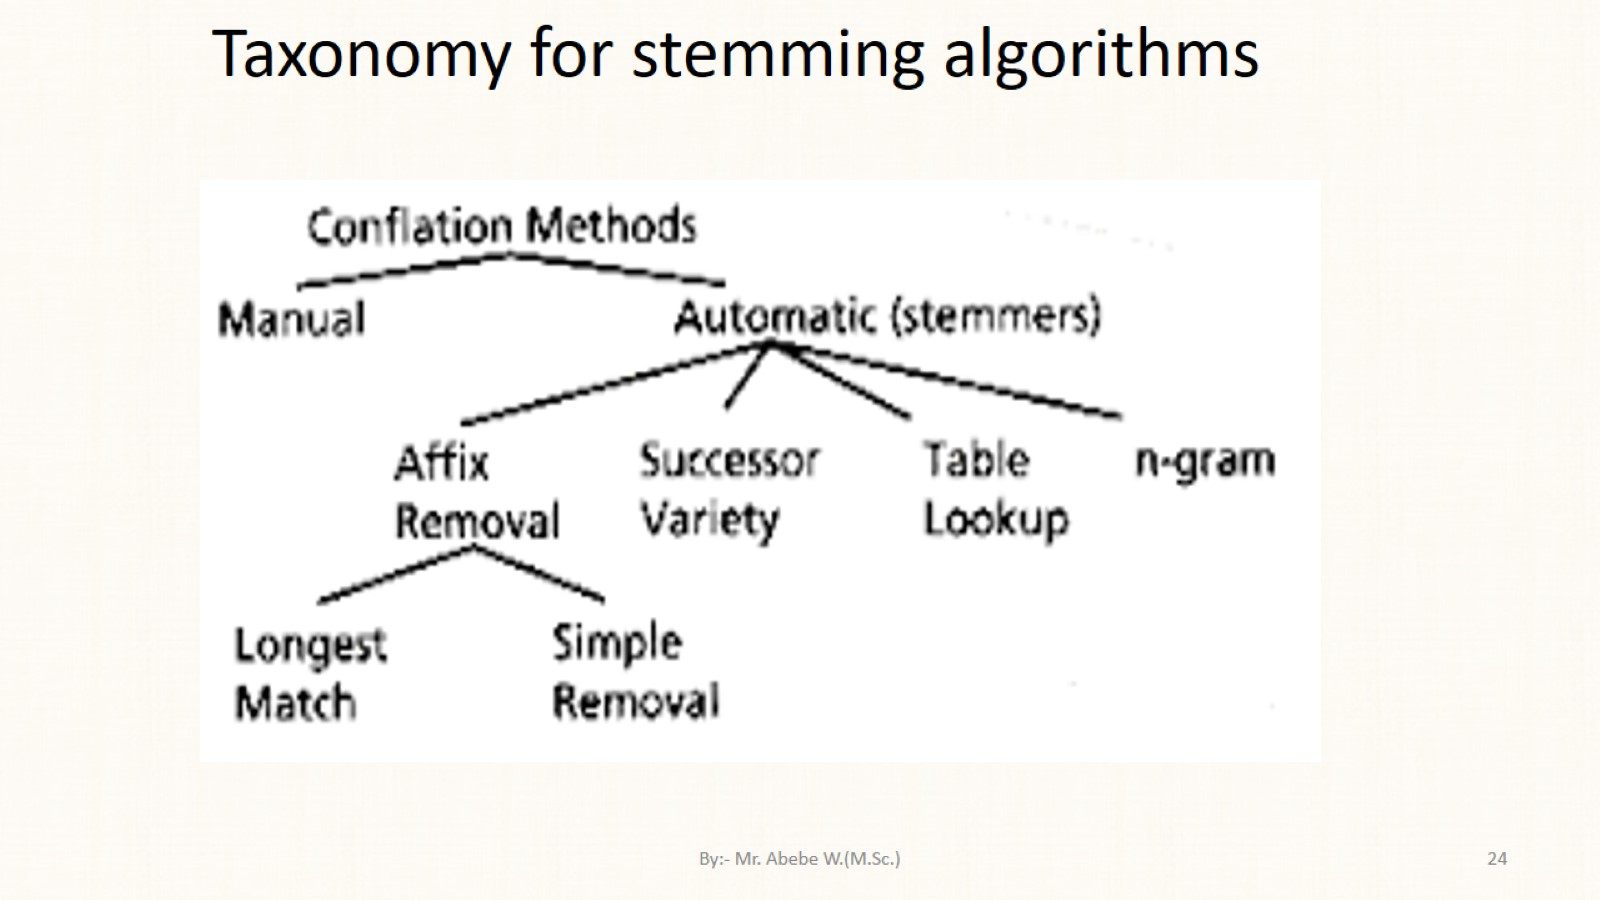 Taxonomy for stemming algorithms
Conflation Methods
Manual
Automatic (stemmers)
Affix
Removal
Successor
Variety
Table
Lookup
n-gram
Longest
Match
Simple
Removal
By:- Mr. Abebe W.(M.Sc.)
24